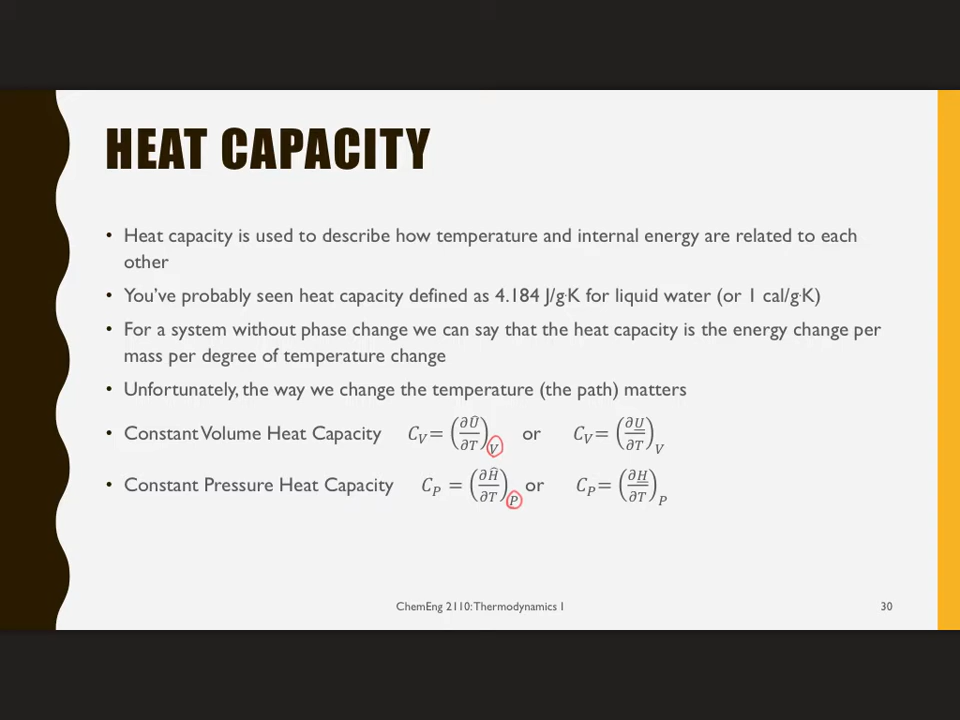 HEAT CAPACITY
• Heat capacity is used to describe how temperature and internal energy are related to each
other
• You've probably seen heat capacity defined as 4.184 J/g·K for liquid water (or 1 cal/g·K)
• For a system without phase change we can say that the heat capacity is the energy change per
mass per degree of temperature change
• Unfortunately, the way we change the temperature (the path) matters
• Constant Volume Heat Capacity C_V = (∂Û/∂T)_V or C_V = (∂U̲/∂T)_V
• Constant Pressure Heat Capacity C_P = (∂Ĥ/∂T)_P or C_P = (∂H̲/∂T)_P
ChemEng 2110: Thermodynamics I 30